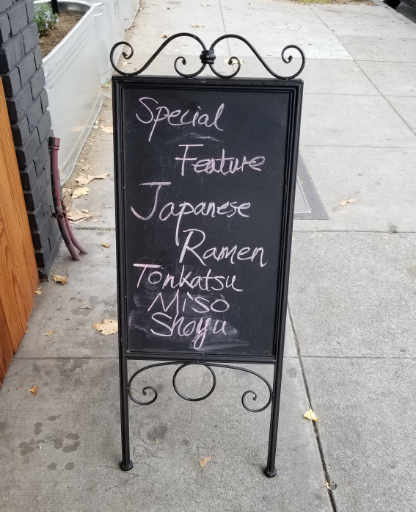 Special
Feature
Japanese
Ramen
Tonkatsu
Miso
Shoyu